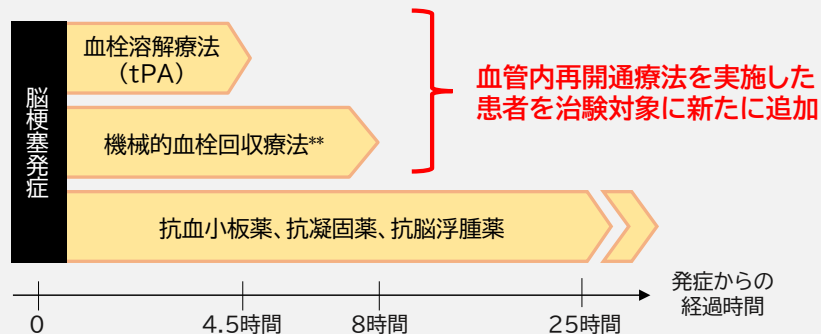 脳梗塞発症
血栓溶解療法
（tPA）
機械的血栓回収療法**
抗血小板薬、抗凝固薬、抗脳浮腫薬
血管内再開通療法を実施した
患者を治験対象に新たに追加
0
4.5時間
8時間
25時間
発症からの
経過時間